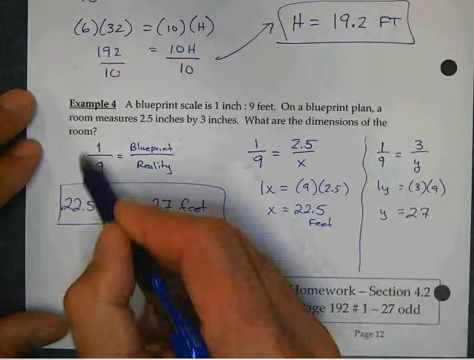 (6)(32) = (10)(H)
192/10 = 10H/10
H = 19.2 FT
Example 4 A blueprint scale is 1 inch : 9 feet. On a blueprint plan, a
room measures 2.5 inches by 3 inches. What are the dimensions of the
room?
1/9 = Blueprint/Reality
22.5 27 feet
1/9 = 2.5/x
1x = (9)(2.5)
x = 22.5
Feet
1/9 = 3/y
1y = (3)(9)
y = 27
Homework – Section 4.2
Page 192 # 1 – 27 odd
Page 12